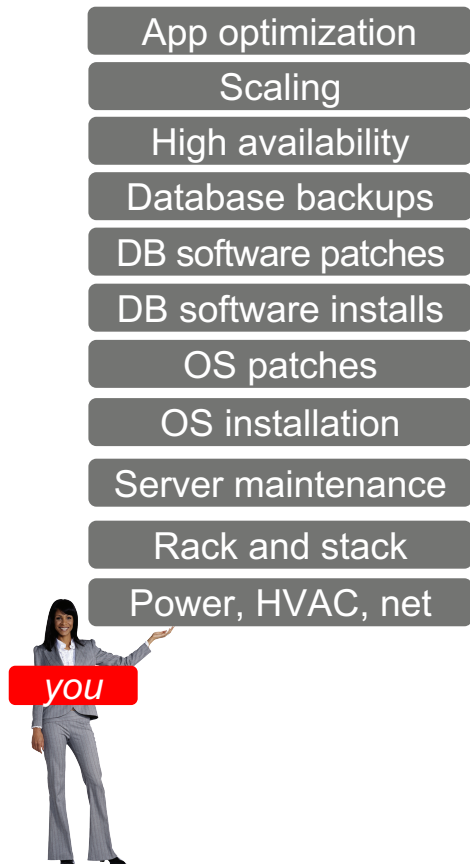 App optimization
Scaling
High availability
Database backups
DB software patches
DB software installs
OS patches
OS installation
Server maintenance
Rack and stack
Power, HVAC, net
you